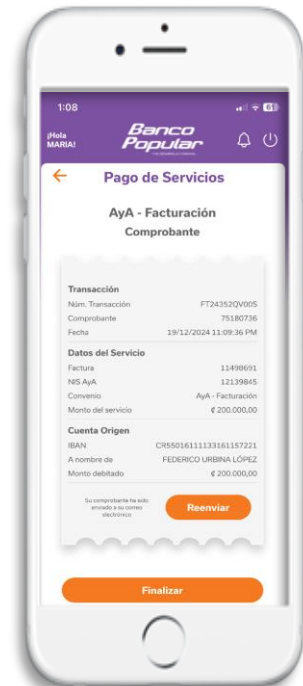 1:08
61
¡Hola
MARIA!
Banco
Popular
Pago de Servicios
AyA - Facturación
Comprobante
Transacción
Núm. Transacción FT24352QV00S
Comprobante 75180736
Fecha 19/12/2024 11:09:36 PM
Datos del Servicio
Factura 11498691
NIS AyA 12139845
Convenio AyA - Facturación
Monto del servicio ₡ 200.000,00
Cuenta Origen
IBAN CR55016111133161157221
A nombre de FEDERICO URBINA LÓPEZ
Monto debitado ₡ 200.000,00
Su comprobante ha sido
enviado a su correo
electrónico
Reenviar
Finalizar